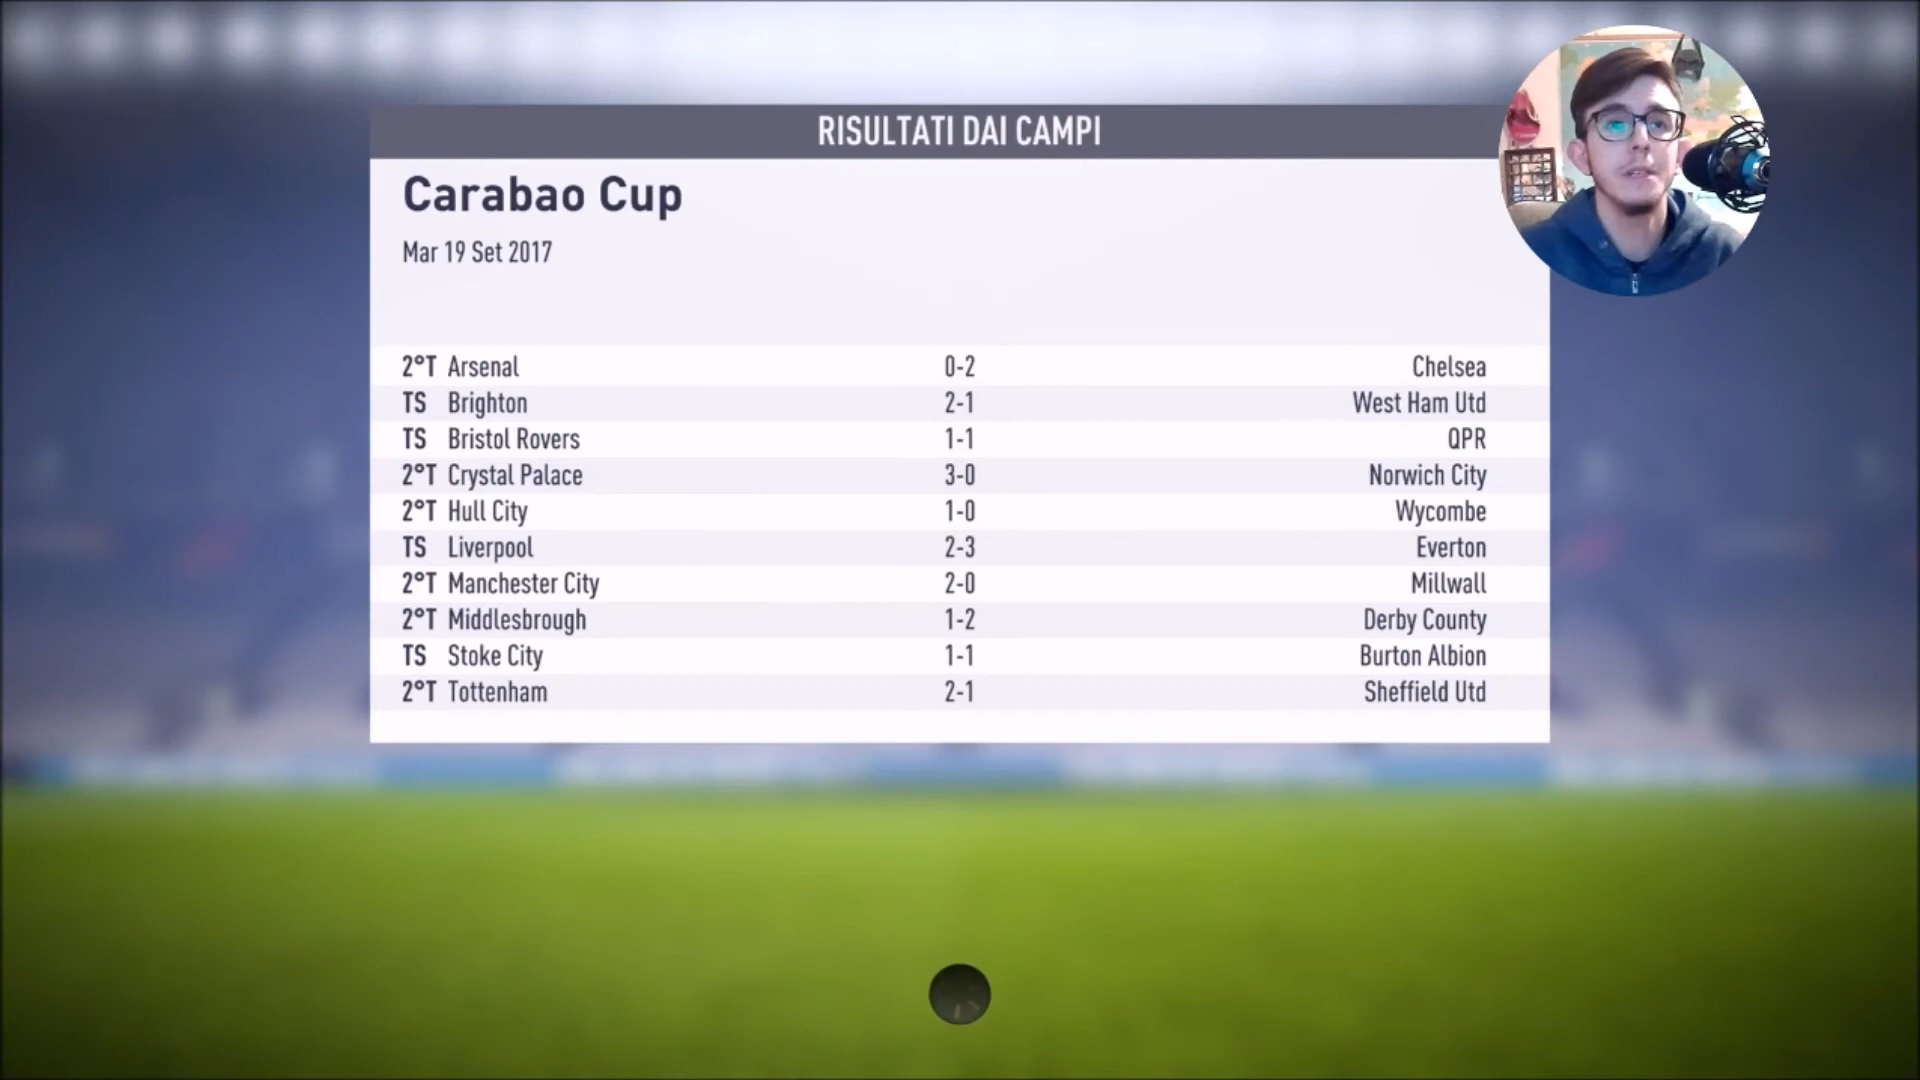 RISULTATI DAI CAMPI
Carabao Cup
Mar 19 Set 2017
2°T Arsenal 0-2 Chelsea
TS Brighton 2-1 West Ham Utd
TS Bristol Rovers 1-1 QPR
2°T Crystal Palace 3-0 Norwich City
2°T Hull City 1-0 Wycombe
TS Liverpool 2-3 Everton
2°T Manchester City 2-0 Millwall
2°T Middlesbrough 1-2 Derby County
TS Stoke City 1-1 Burton Albion
2°T Tottenham 2-1 Sheffield Utd